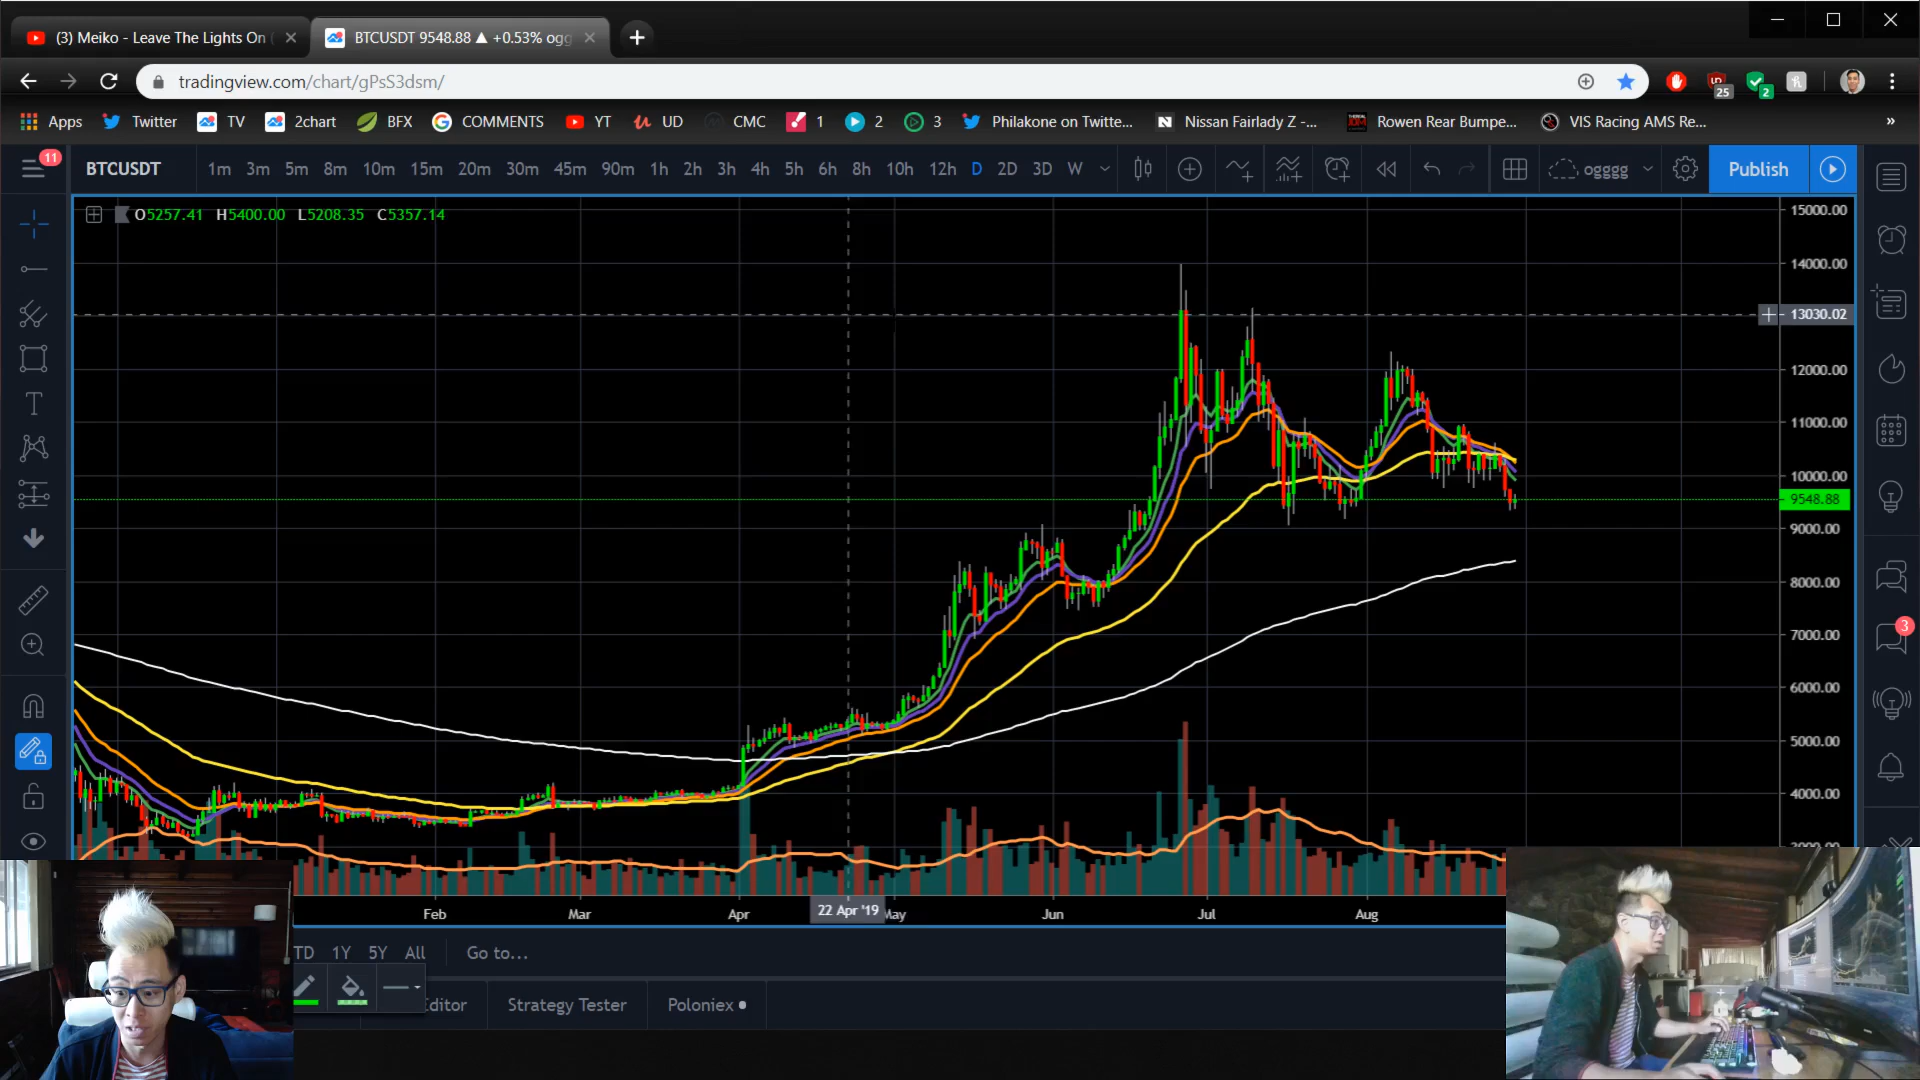 (3) Meiko - Leave The Lights On (
BTCUSDT 9548.88 ▲ +0.53% ogg
tradingview.com/chart/gPsS3dsm/
25
2
Apps Twitter TV 2chart BFX COMMENTS YT UD CMC 1 2 3 Philakone on Twitte... Nissan Fairlady Z -... Rowen Rear Bumpe... VIS Racing AMS Re... »
11
BTCUSDT 1m 3m 5m 8m 10m 15m 20m 30m 45m 90m 1h 2h 3h 4h 5h 6h 8h 10h 12h D 2D 3D W ogggg Publish
O5257.41 H5400.00 L5208.35 C5357.14
15000.00
14000.00
13030.02
12000.00
11000.00
10000.00
9548.88
9000.00
8000.00
7000.00
3
6000.00
5000.00
4000.00
Feb Mar Apr 22 Apr '19 May Jun Jul Aug
TD 1Y 5Y All Go to...
Editor Strategy Tester Poloniex